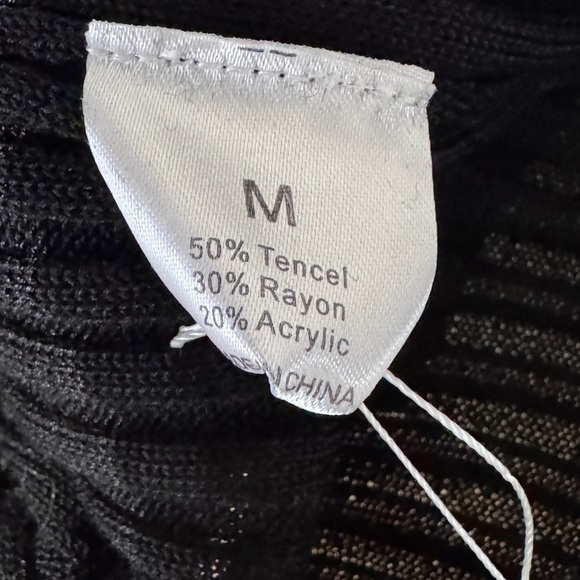 M
50% Tencel
30% Rayon
20% Acrylic
CHINA